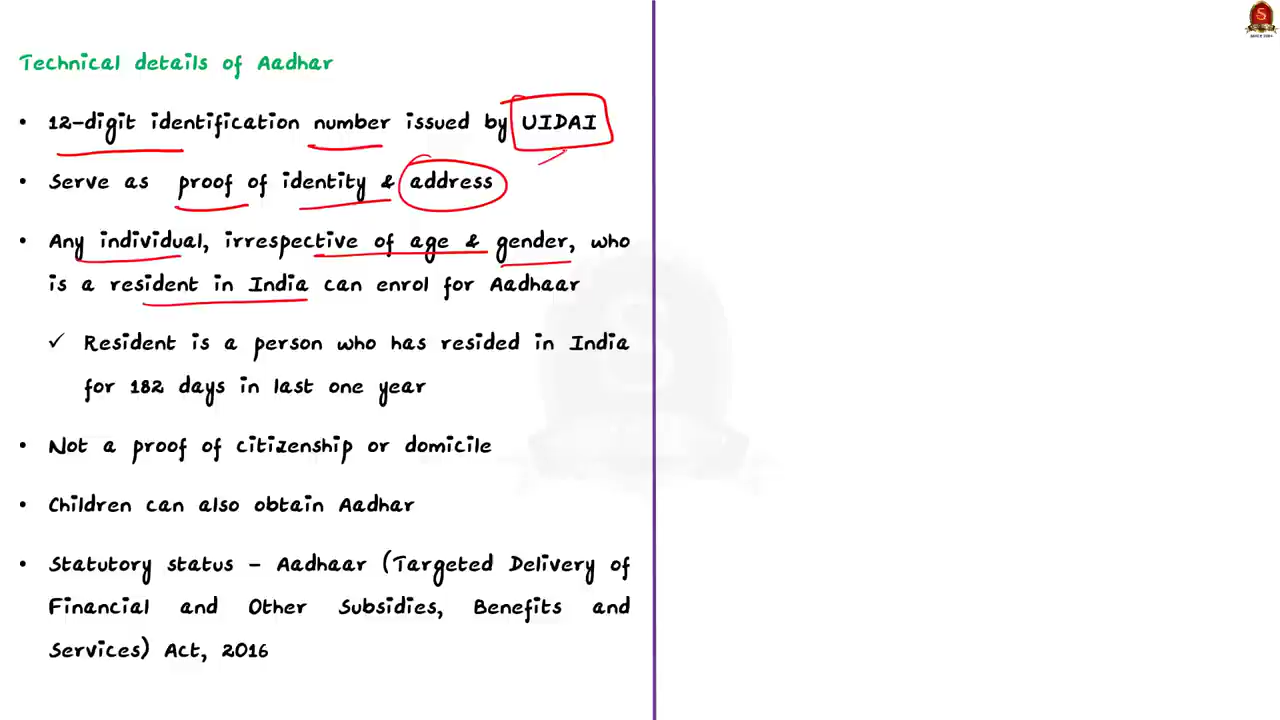 Technical details of Aadhar
• 12-digit identification number issued by UIDAI
• Serve as proof of identity & address
• Any individual, irrespective of age & gender, who
is a resident in India can enrol for Aadhaar
✓ Resident is a person who has resided in India
for 182 days in last one year
• Not a proof of citizenship or domicile
• Children can also obtain Aadhar
• Statutory status – Aadhaar (Targeted Delivery of
Financial and Other Subsidies, Benefits and
Services) Act, 2016
S